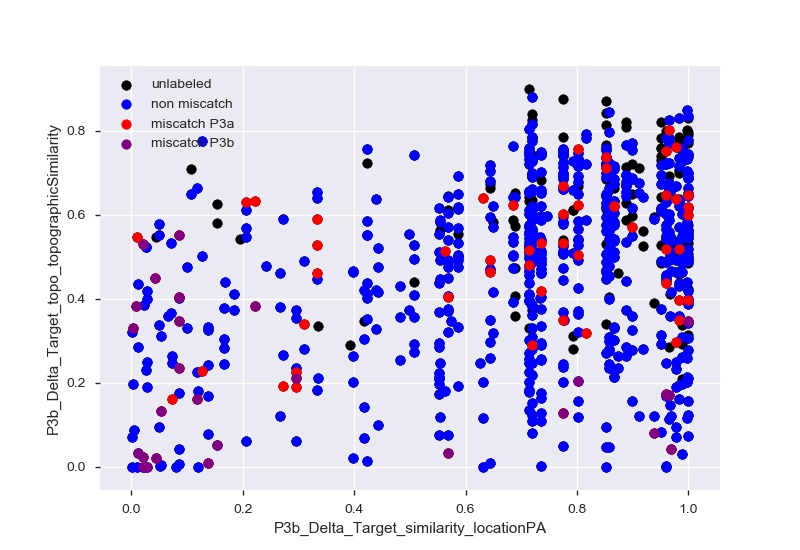 unlabeled
non miscatch
miscatch P3a
miscatch P3b
P3b_Delta_Target_topo_topographicSimilarity
0.8
0.6
0.4
0.2
0.0
0.0 0.2 0.4 0.6 0.8 1.0
P3b_Delta_Target_similarity_locationPA